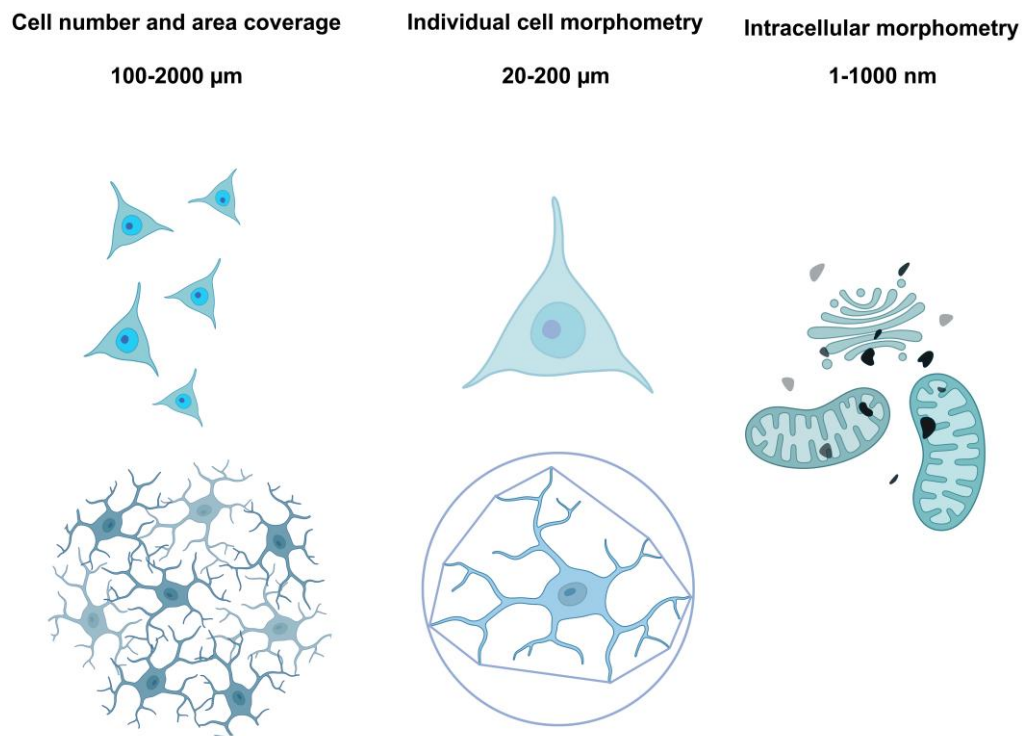 Cell number and area coverage
100-2000 µm
Individual cell morphometry
20-200 µm
Intracellular morphometry
1-1000 nm